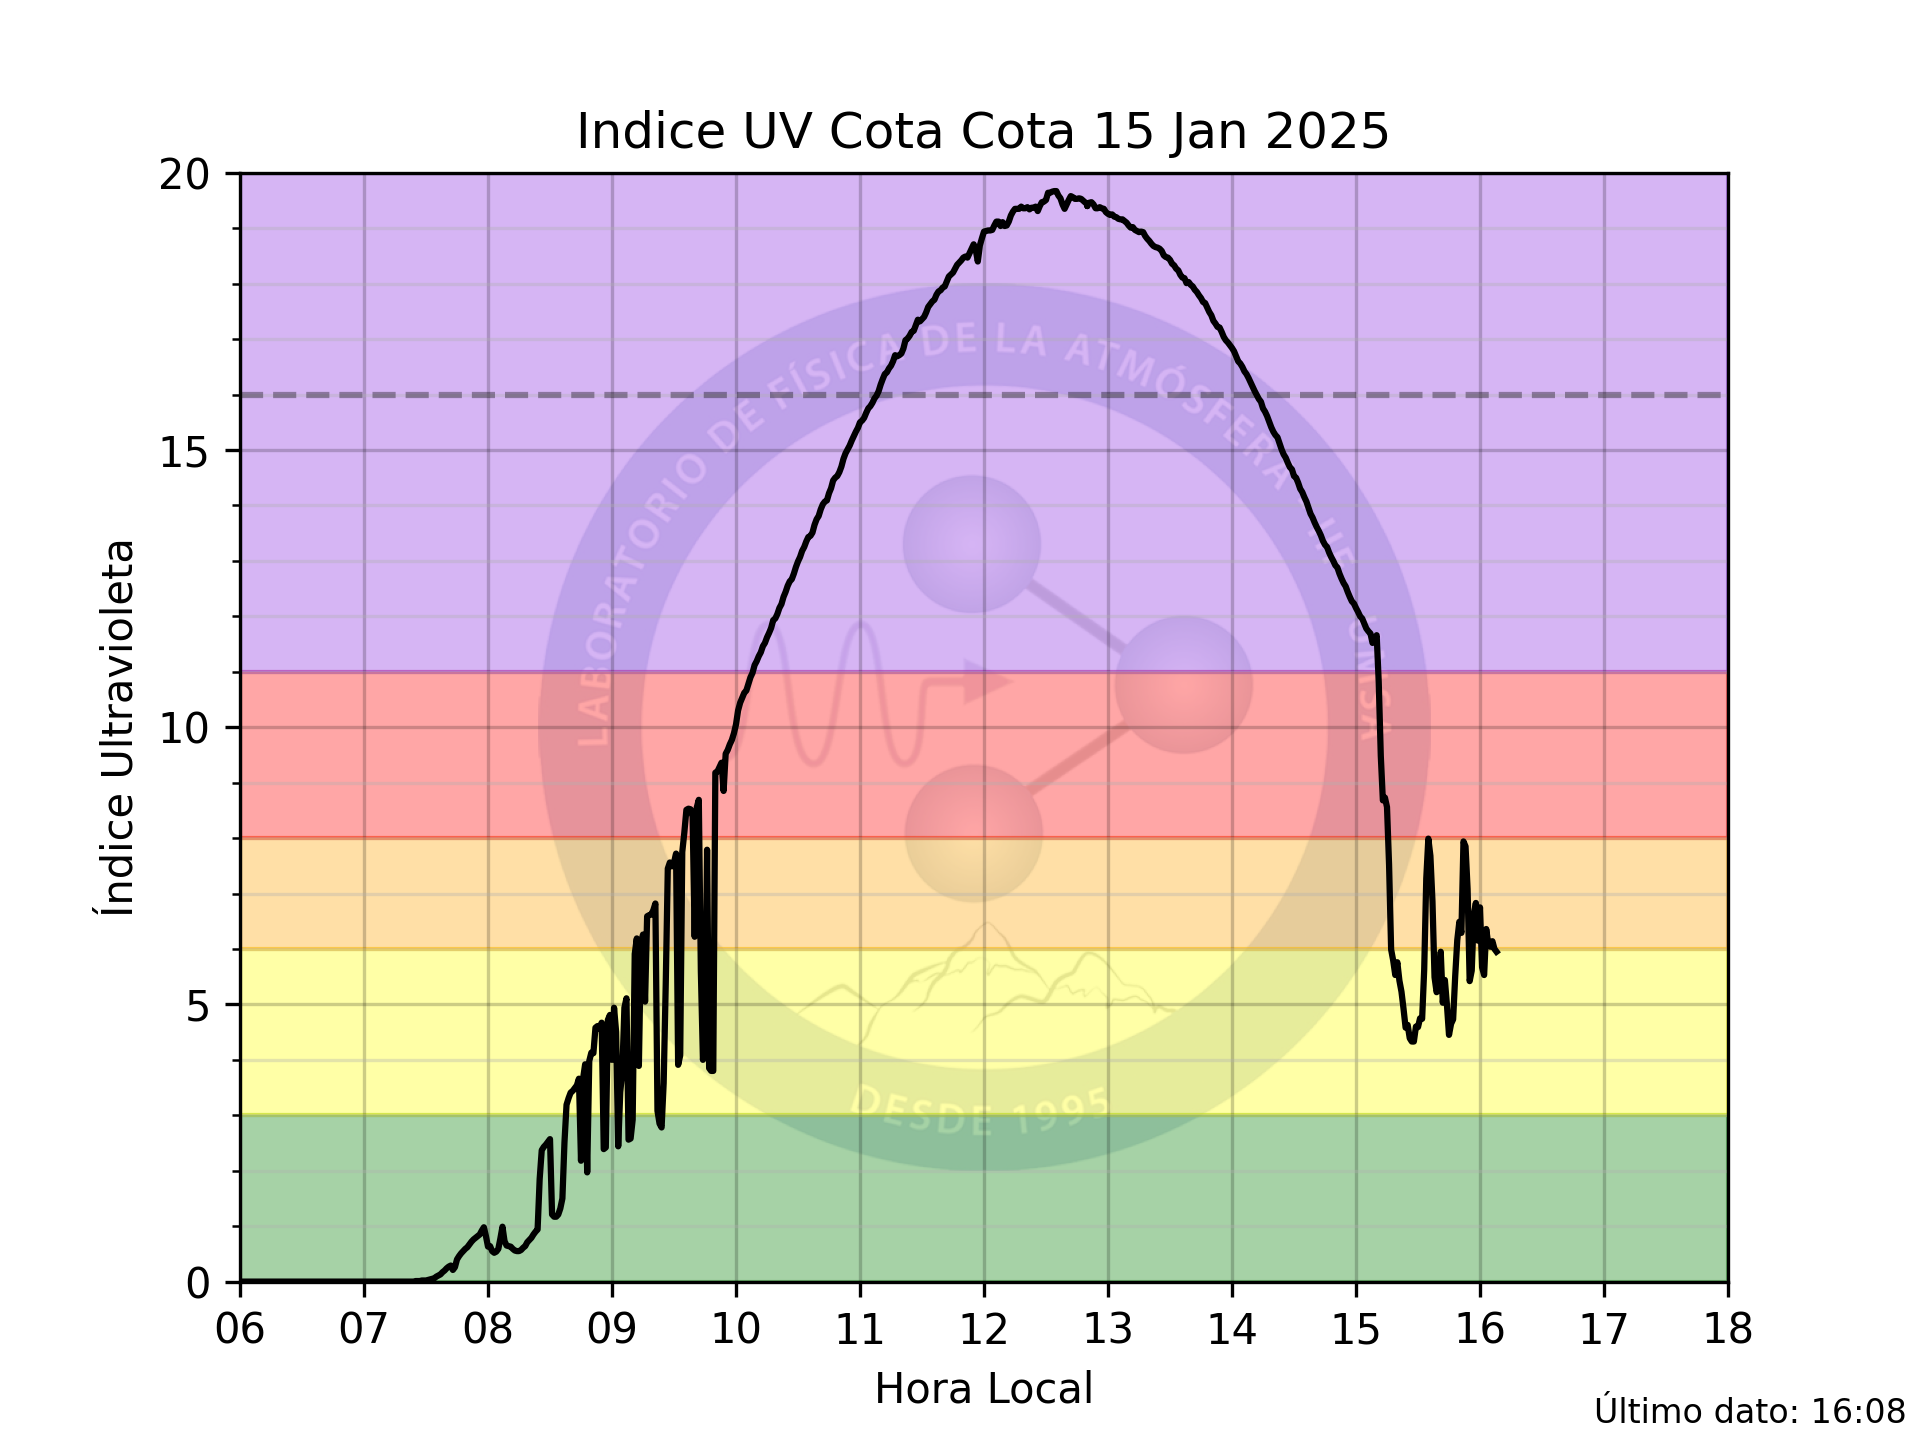 Indice UV Cota Cota 15 Jan 2025
20
15
10
5
0
Índice Ultravioleta
LABORATORIO DE FÍSICA DE LA ATMÓSFERA IIF UMSA
DESDE 1995
06 07 08 09 10 11 12 13 14 15 16 17 18
Hora Local
Último dato: 16:08